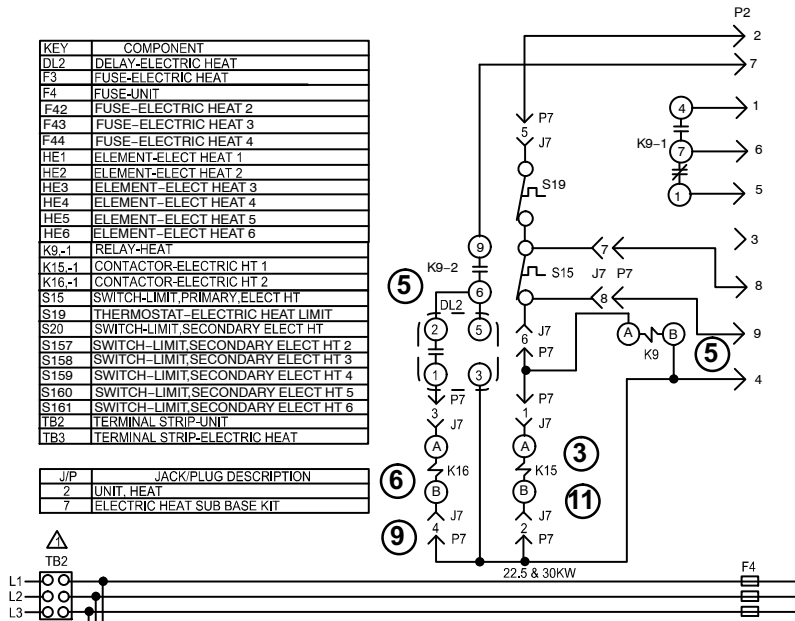 KEY COMPONENT
DL2 DELAY-ELECTRIC HEAT
F3 FUSE-ELECTRIC HEAT
F4 FUSE-UNIT
F42 FUSE–ELECTRIC HEAT 2
F43 FUSE–ELECTRIC HEAT 3
F44 FUSE–ELECTRIC HEAT 4
HE1 ELEMENT-ELECT HEAT 1
HE2 ELEMENT-ELECT HEAT 2
HE3 ELEMENT–ELECT HEAT 3
HE4 ELEMENT–ELECT HEAT 4
HE5 ELEMENT–ELECT HEAT 5
HE6 ELEMENT–ELECT HEAT 6
K9,-1 RELAY-HEAT
K15,-1 CONTACTOR-ELECTRIC HT 1
K16,-1 CONTACTOR-ELECTRIC HT 2
S15 SWITCH-LIMIT,PRIMARY,ELECT HT
S19 THERMOSTAT–ELECTRIC HEAT LIMIT
S20 SWITCH-LIMIT,SECONDARY ELECT HT
S157 SWITCH–LIMIT,SECONDARY ELECT HT 2
S158 SWITCH–LIMIT,SECONDARY ELECT HT 3
S159 SWITCH–LIMIT,SECONDARY ELECT HT 4
S160 SWITCH–LIMIT,SECONDARY ELECT HT 5
S161 SWITCH–LIMIT,SECONDARY ELECT HT 6
TB2 TERMINAL STRIP-UNIT
TB3 TERMINAL STRIP-ELECTRIC HEAT
J/P JACK/PLUG DESCRIPTION
2 UNIT, HEAT
7 ELECTRIC HEAT SUB BASE KIT
P2
2
7
4
1
K9–1
7
6
1
5
3
8
9
4
P7
5
J7
S19
9
K9–2
6
5
DL2
2
5
1
3
7
J7 P7
S15
8
J7
6
P7
A
B
K9
5
P7
3
J7
A
K16
B
6
J7
4
P7
9
P7
1
J7
A
K15
B
3
11
J7
2
P7
22.5 & 30KW
1
TB2
L1
L2
L3
F4